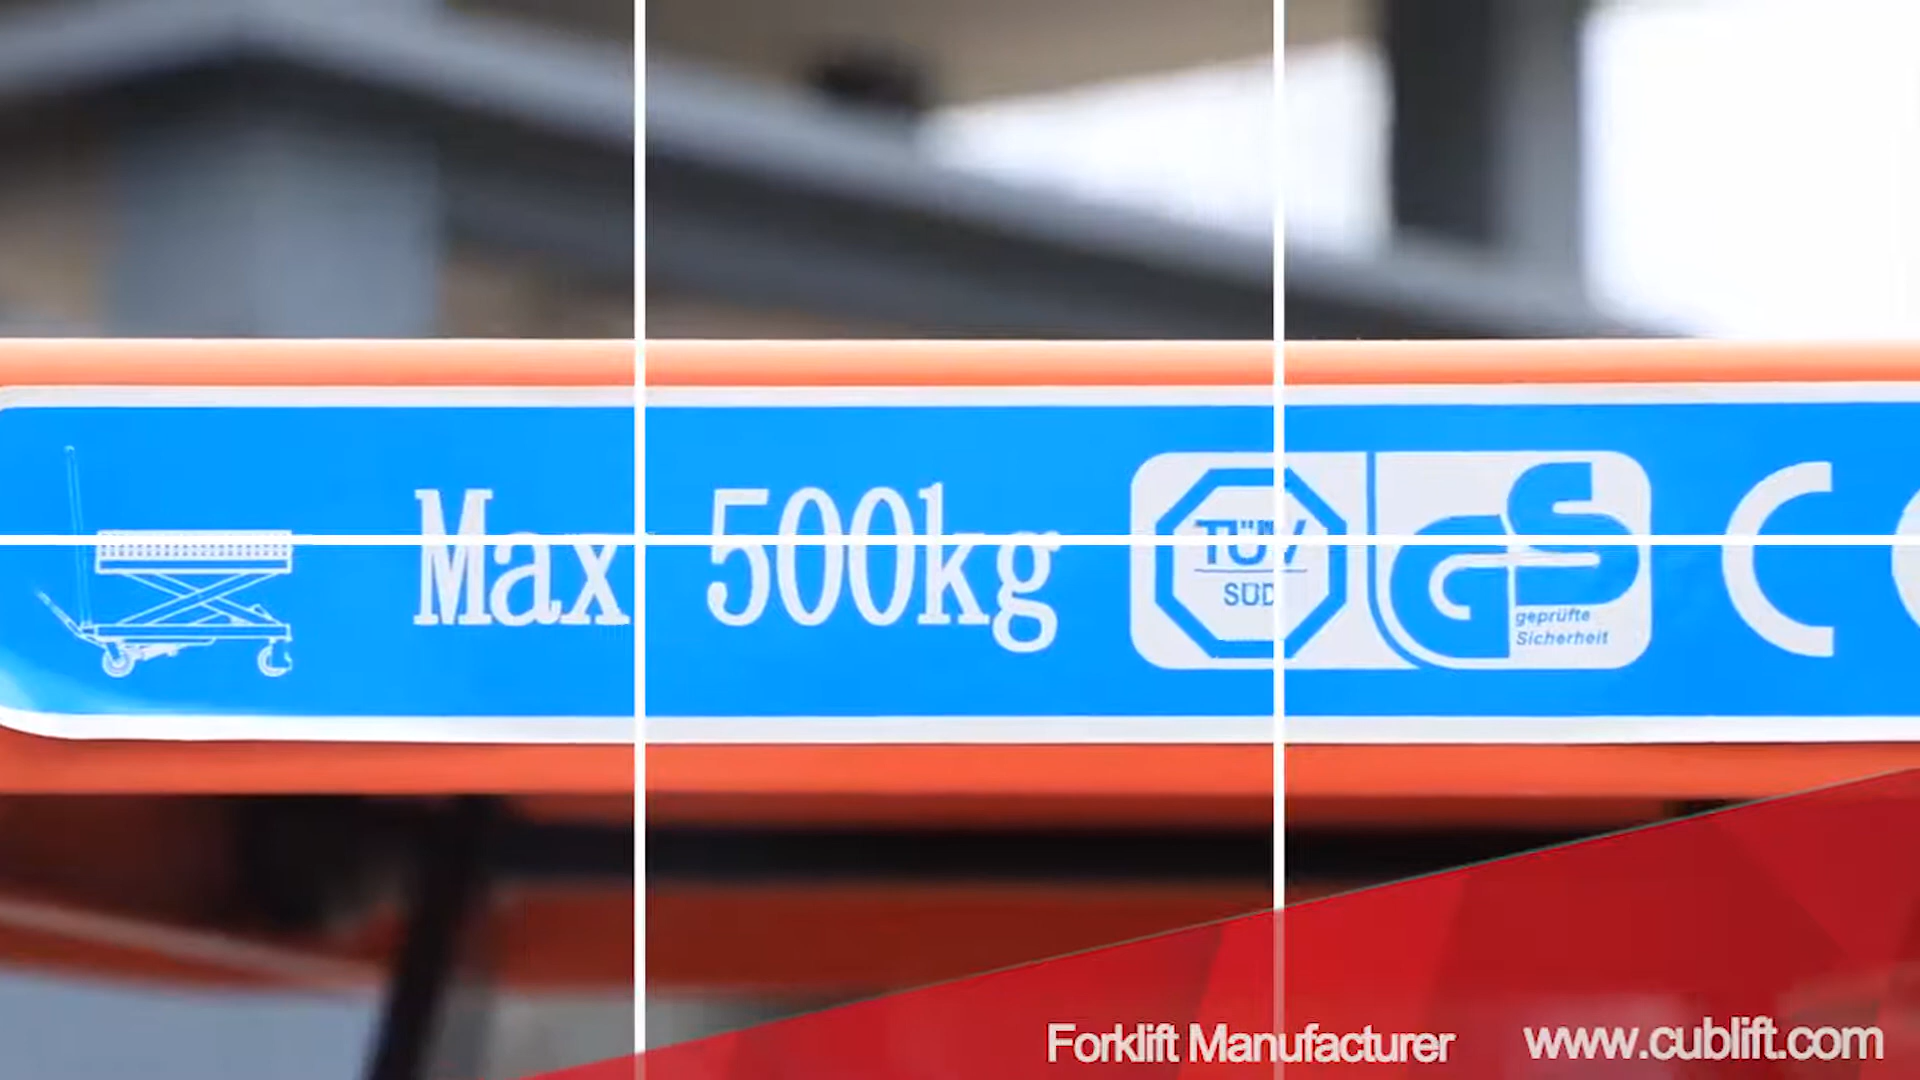 Max 500kg
TÜV
SÜD
GS
geprüfte
Sicherheit
CE
Forklift Manufacturer
www.cublift.com